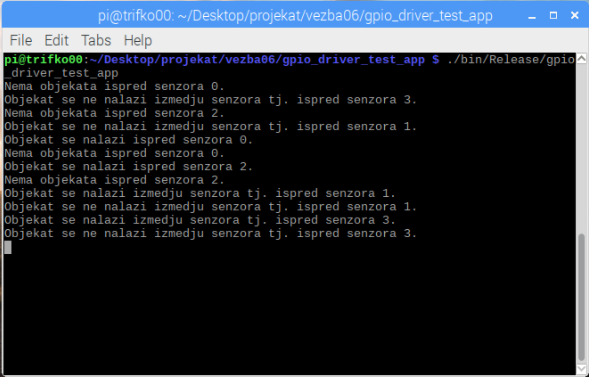 pi@trifko00: ~/Desktop/projekat/vezba06/gpio_driver_test_app
File Edit Tabs Help
pi@trifko00:~/Desktop/projekat/vezba06/gpio_driver_test_app $ ./bin/Release/gpio
_driver_test_app
Nema objekata ispred senzora 0.
Objekat se ne nalazi izmedju senzora tj. ispred senzora 3.
Nema objekata ispred senzora 2.
Objekat se ne nalazi izmedju senzora tj. ispred senzora 1.
Objekat se nalazi ispred senzora 0.
Nema objekata ispred senzora 0.
Objekat se nalazi ispred senzora 2.
Nema objekata ispred senzora 2.
Objekat se nalazi izmedju senzora tj. ispred senzora 1.
Objekat se ne nalazi izmedju senzora tj. ispred senzora 1.
Objekat se nalazi izmedju senzora tj. ispred senzora 3.
Objekat se ne nalazi izmedju senzora tj. ispred senzora 3.